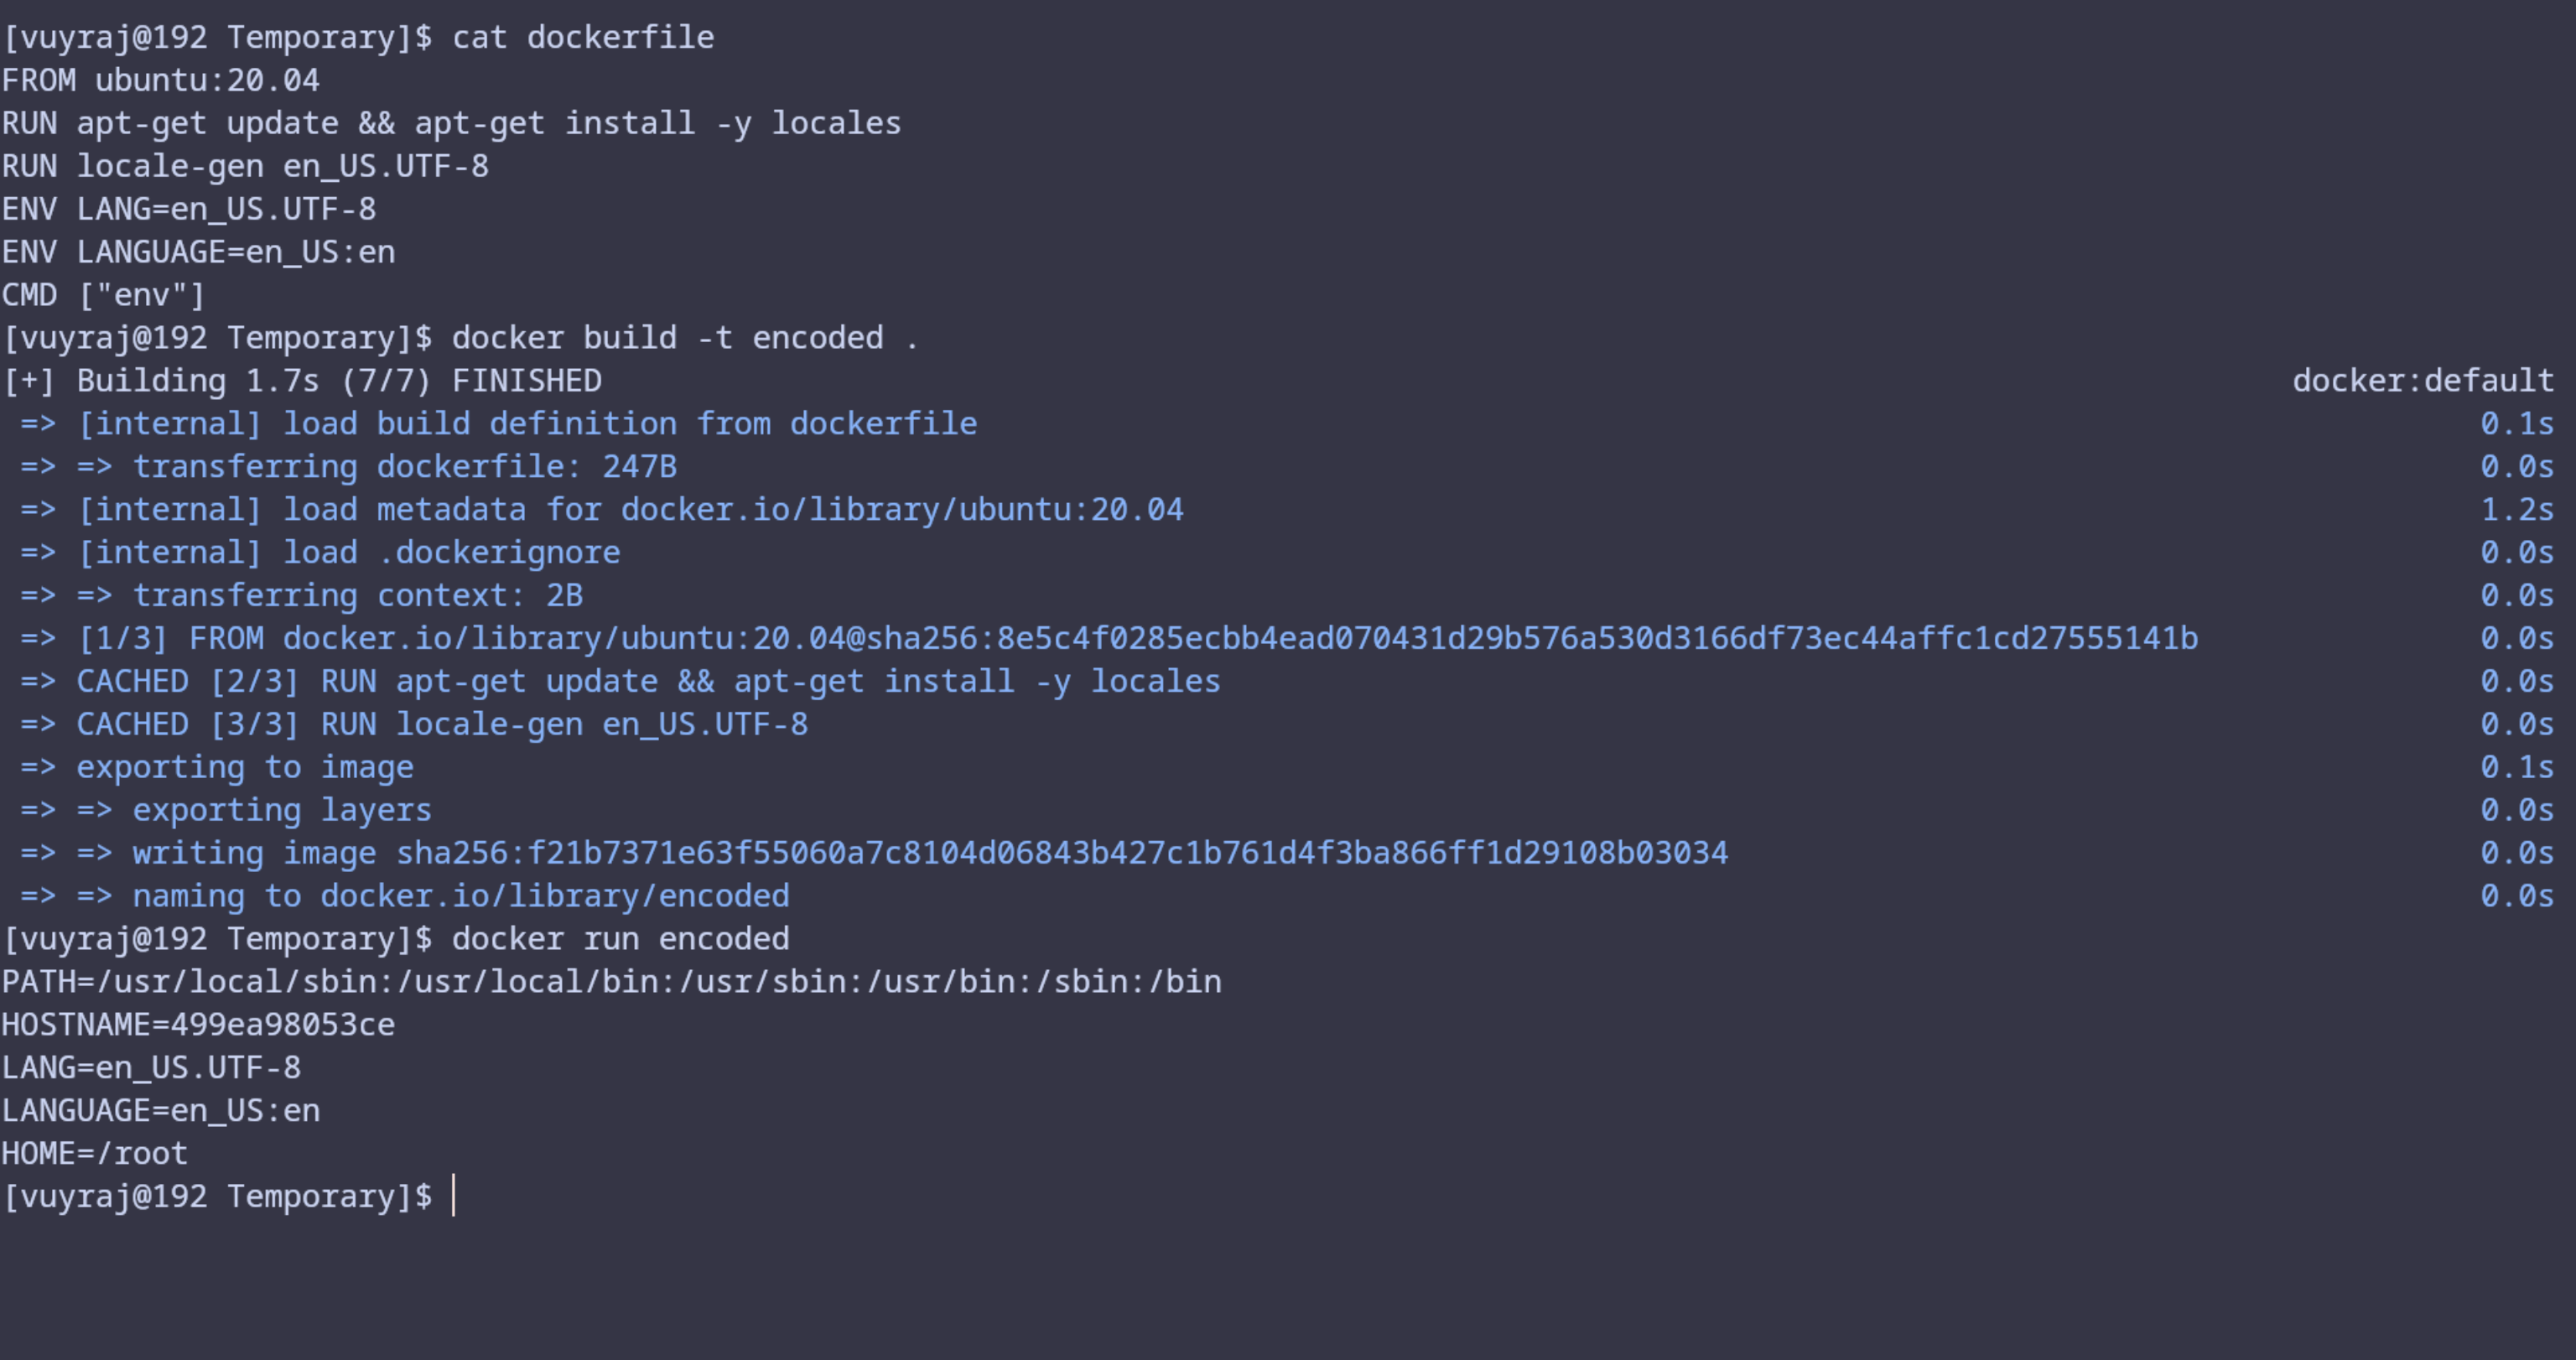 [vuyraj@192 Temporary]$ cat dockerfile
FROM ubuntu:20.04
RUN apt-get update && apt-get install -y locales
RUN locale-gen en_US.UTF-8
ENV LANG=en_US.UTF-8
ENV LANGUAGE=en_US:en
CMD ["env"]
[vuyraj@192 Temporary]$ docker build -t encoded .
[+] Building 1.7s (7/7) FINISHED docker:default
=> [internal] load build definition from dockerfile 0.1s
=> => transferring dockerfile: 247B 0.0s
=> [internal] load metadata for docker.io/library/ubuntu:20.04 1.2s
=> [internal] load .dockerignore 0.0s
=> => transferring context: 2B 0.0s
=> [1/3] FROM docker.io/library/ubuntu:20.04@sha256:8e5c4f0285ecbb4ead070431d29b576a530d3166df73ec44affc1cd27555141b 0.0s
=> CACHED [2/3] RUN apt-get update && apt-get install -y locales 0.0s
=> CACHED [3/3] RUN locale-gen en_US.UTF-8 0.0s
=> exporting to image 0.1s
=> => exporting layers 0.0s
=> => writing image sha256:f21b7371e63f55060a7c8104d06843b427c1b761d4f3ba866ff1d29108b03034 0.0s
=> => naming to docker.io/library/encoded 0.0s
[vuyraj@192 Temporary]$ docker run encoded
PATH=/usr/local/sbin:/usr/local/bin:/usr/sbin:/usr/bin:/sbin:/bin
HOSTNAME=499ea98053ce
LANG=en_US.UTF-8
LANGUAGE=en_US:en
HOME=/root
[vuyraj@192 Temporary]$